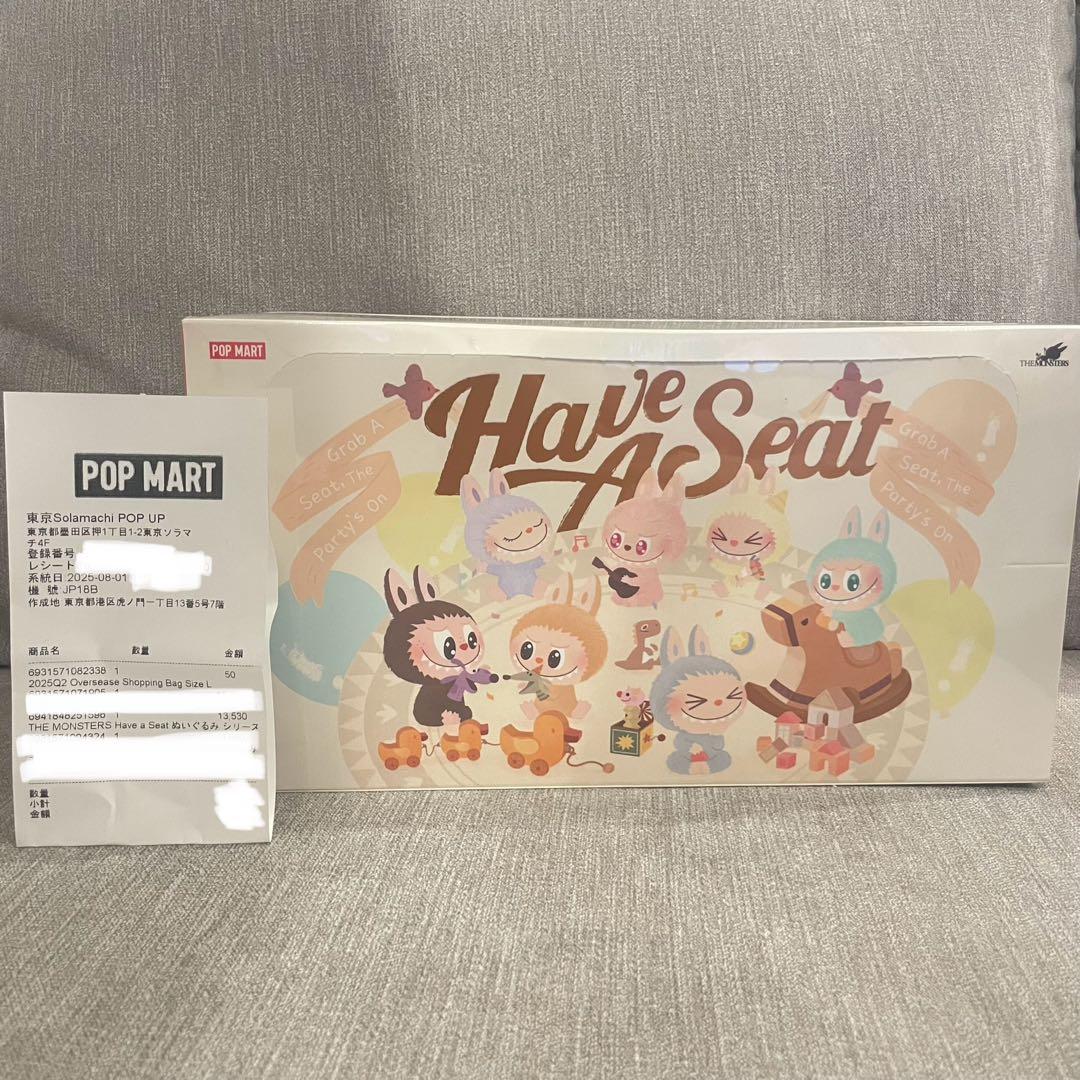 POP MART
東京Solamachi POP UP
東京都墨田区押1丁目1-2東京ソラマ
チ4F
登録番号
レシート
系統日 2025-08-01
機 號 JP18B
作成地 東京都港区虎ノ門一丁目13番5号7階
商品名 数量 金額
6931571082338 1 50
2025Q2 Oversease Shopping Bag Size L
6941848251596 1 13,530
THE MONSTERS Have a Seat ぬいぐるみ シリーズ
数量
小計
金額
POP MART
THE MONSTERS
Have
A Seat
Grab A
Seat, The
Party's On
Grab A
Seat, The
Party's On